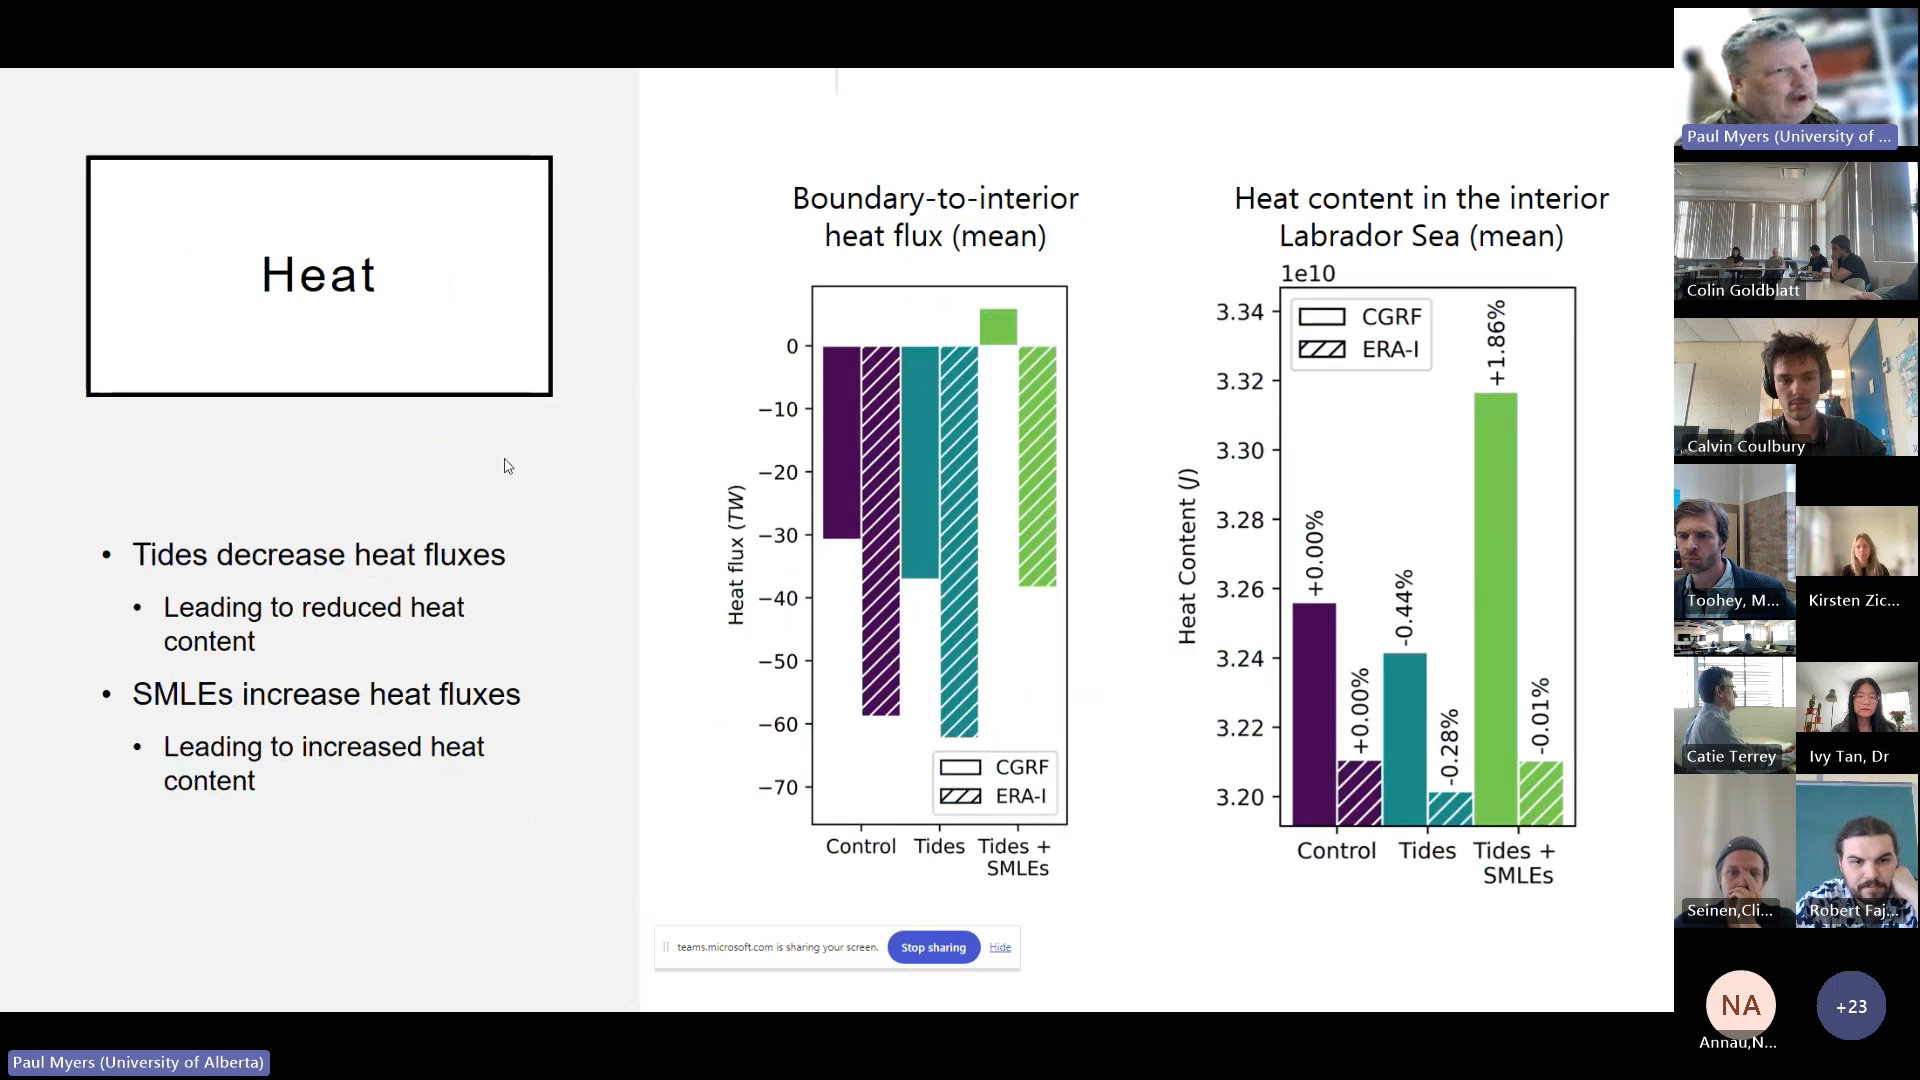 Heat
• Tides decrease heat fluxes
• Leading to reduced heat
content
• SMLEs increase heat fluxes
• Leading to increased heat
content
Boundary-to-interior
heat flux (mean)
Heat flux (TW)
0
−10
−20
−30
−40
−50
−60
−70
CGRF
ERA-I
Control
Tides
Tides +
SMLEs
Heat content in the interior
Labrador Sea (mean)
1e10
Heat Content (J)
3.34
3.32
3.30
3.28
3.26
3.24
3.22
3.20
CGRF
ERA-I
+0.00%
+0.00%
-0.44%
-0.28%
+1.86%
-0.01%
Control
Tides
Tides +
SMLEs
teams.microsoft.com is sharing your screen.
Stop sharing
Hide
Paul Myers (University of Alberta)
Paul Myers (University of ...
Colin Goldblatt
Calvin Coulbury
Toohey, M...
Kirsten Zic...
Catie Terrey
Ivy Tan, Dr
Seinen,Cli...
Robert Faj...
NA
Annau,N...
+23